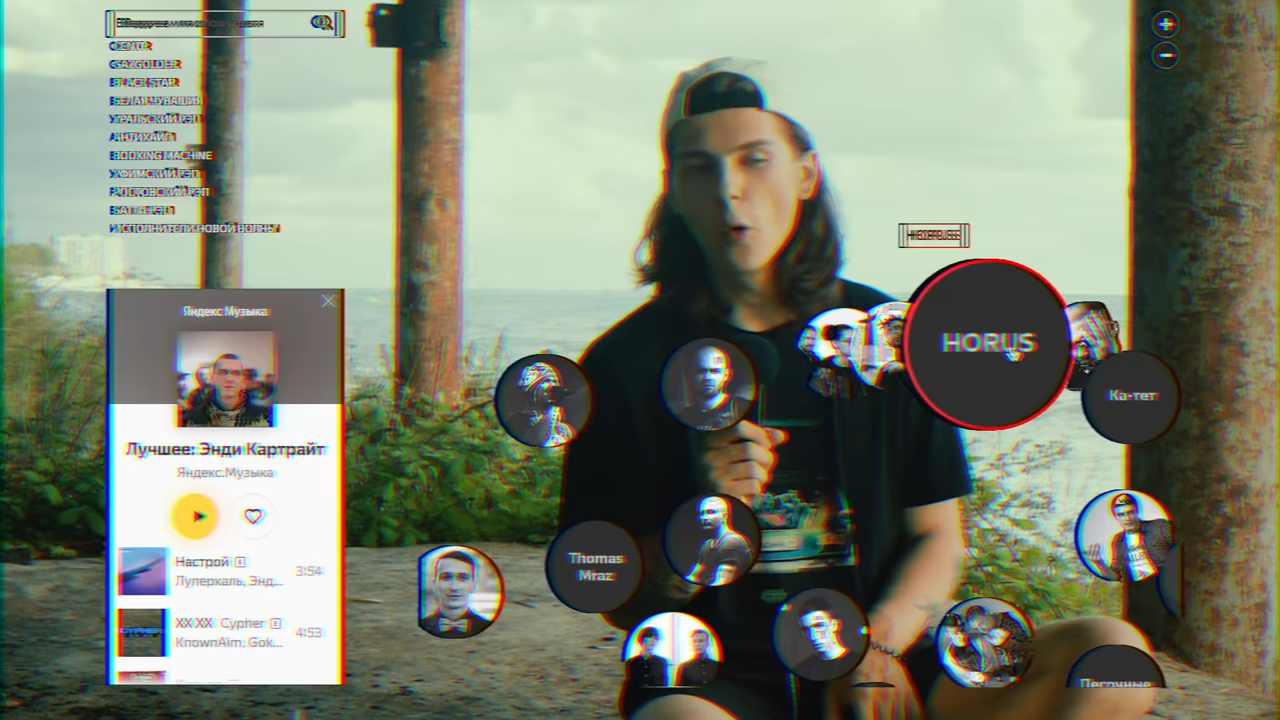 CENTR
GAZGOLDER
BLACK STAR
БЕЛАЯ ЧУВАШИЯ
УРАЛЬСКИЙ РЭП
АНТИХАЙП
BOOKING MACHINE
УФИМСКИЙ РЭП
РОСТОВСКИЙ РЭП
БАТТЛ-РЭП
ИСПОЛНИТЕЛИ НОВОЙ ВОЛНЫ
HORUS
Ка-тет
Яндекс Музыка
Лучшее: Энди Картрайт
Яндекс.Музыка
Настрой E
3:54
Луперкаль, Энд...
XX XX Cypher E
4:53
KnownAim, Gok...
CYPHER
Thomas
Mraz
Песочные